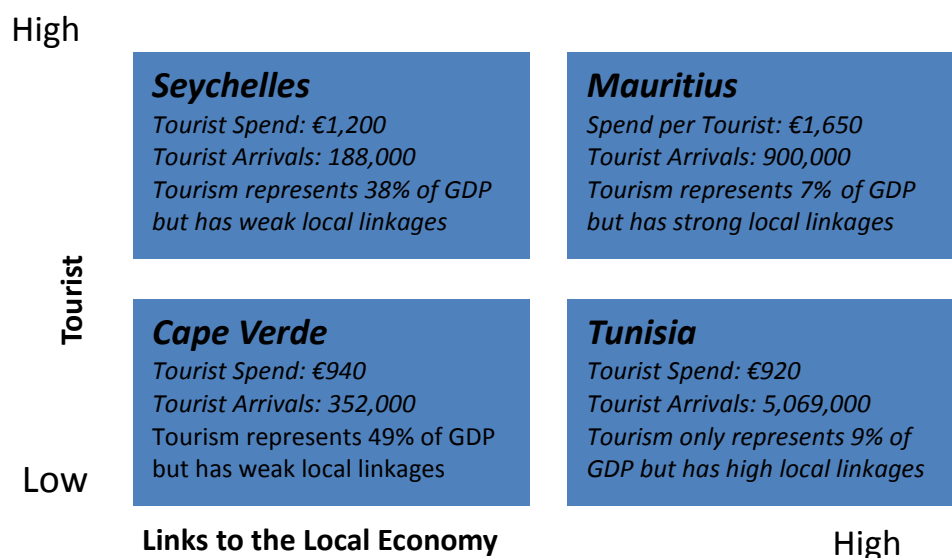 High
Seychelles
Tourist Spend: €1,200
Tourist Arrivals: 188,000
Tourism represents 38% of GDP
but has weak local linkages
Mauritius
Spend per Tourist: €1,650
Tourist Arrivals: 900,000
Tourism represents 7% of GDP
but has strong local linkages
Tourist
Cape Verde
Tourist Spend: €940
Tourist Arrivals: 352,000
Tourism represents 49% of GDP
but has weak local linkages
Tunisia
Tourist Spend: €920
Tourist Arrivals: 5,069,000
Tourism only represents 9% of
GDP but has high local linkages
Low
Links to the Local Economy
High